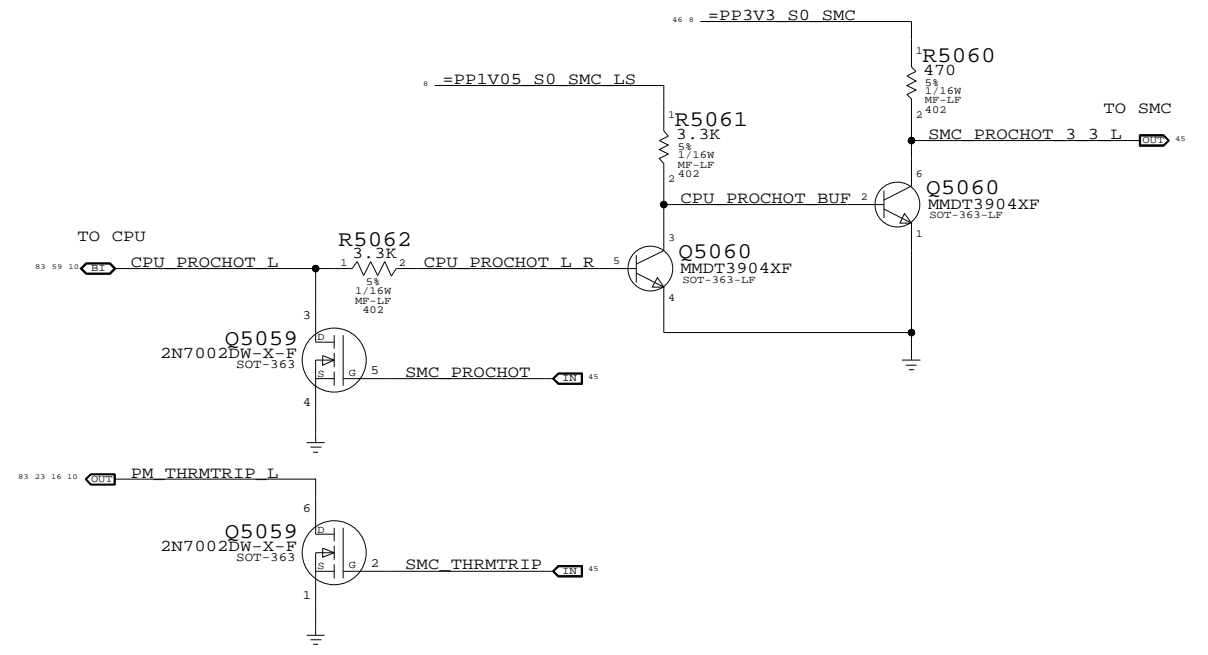 46 8 =PP3V3_S0_SMC
1
R5060
470
5%
1/16W
MF-LF
402
2
8 =PP1V05_S0_SMC_LS
1
R5061
3.3K
5%
1/16W
MF-LF
402
2
TO SMC
SMC_PROCHOT_3_3_L OUT 45
CPU_PROCHOT_BUF 2
6
Q5060
MMDT3904XF
SOT-363-LF
1
TO CPU
83 59 10 BI CPU_PROCHOT_L
R5062
3.3K
1 2
5%
1/16W
MF-LF
402
CPU_PROCHOT_L_R 5
3
Q5060
MMDT3904XF
SOT-363-LF
4
3
Q5059
2N7002DW-X-F
SOT-363
D
S G 5
SMC_PROCHOT IN 45
4
83 23 16 10 OUT PM_THRMTRIP_L
6
Q5059
2N7002DW-X-F
SOT-363
D
S G 2
SMC_THRMTRIP IN 45
1